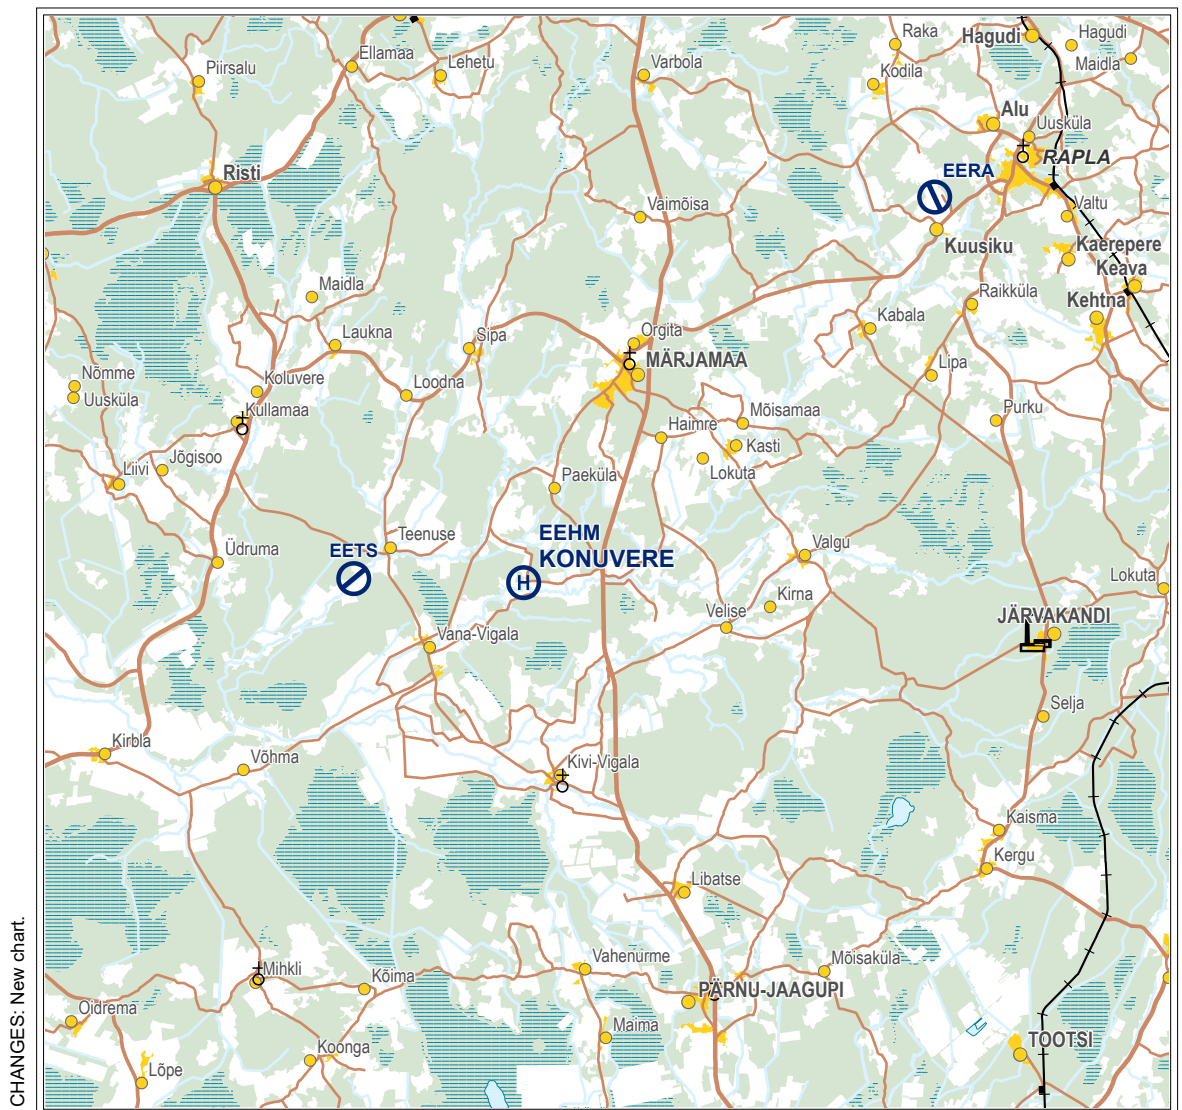 Raka
Hagudi
Hagudi
Ellamaa
Piirsalu
Lehetu
Varbola
Maidla
Kodila
Alu
Uusküla
RAPLA
EERA
Risti
Vaimõisa
Valtu
Kuusiku
Kaerepere
Keava
Maidla
Raikküla
Kehtna
Laukna
Sipa
Orgita
Kabala
MÄRJAMAA
Nõmme
Koluvere
Loodna
Lipa
Uusküla
Kullamaa
Mõisamaa
Purku
Haimre
Kasti
Liivi
Jõgisoo
Paeküla
Lokuta
Teenuse
EEHM
KONUVERE
EETS
Üdruma
Valgu
Lokuta
H
Kirna
Velise
JÄRVAKANDI
Vana-Vigala
Selja
Kirbla
Võhma
Kivi-Vigala
Kaisma
Kergu
Libatse
CHANGES: New chart.
Vahenurme
Mõisaküla
Mihkli
Kõima
PÄRNU-JAAGUPI
Oidrema
Maima
TOOTSI
Koonga
Lõpe